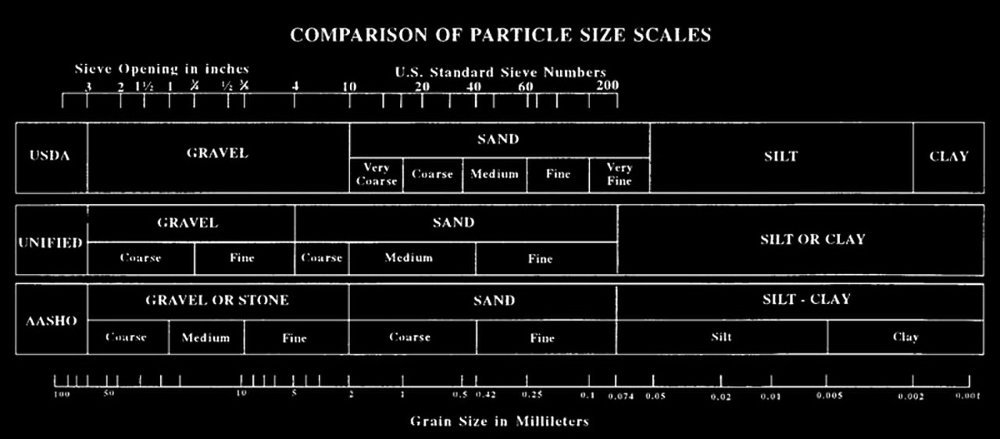 COMPARISON OF PARTICLE SIZE SCALES
Sieve Opening in inches
U.S. Standard Sieve Numbers
3 2 1½ 1 ¾ ½ ⅜ 4 10 20 40 60 200
USDA
GRAVEL
SAND
SILT
CLAY
Very Coarse
Coarse
Medium
Fine
Very Fine
UNIFIED
GRAVEL
SAND
SILT OR CLAY
Coarse
Fine
Coarse
Medium
Fine
AASHO
GRAVEL OR STONE
SAND
SILT - CLAY
Coarse
Medium
Fine
Coarse
Fine
Silt
Clay
100 50 10 5 2 1 0.5 0.42 0.25 0.1 0.074 0.05 0.02 0.01 0.005 0.002 0.001
Grain Size in Millileters